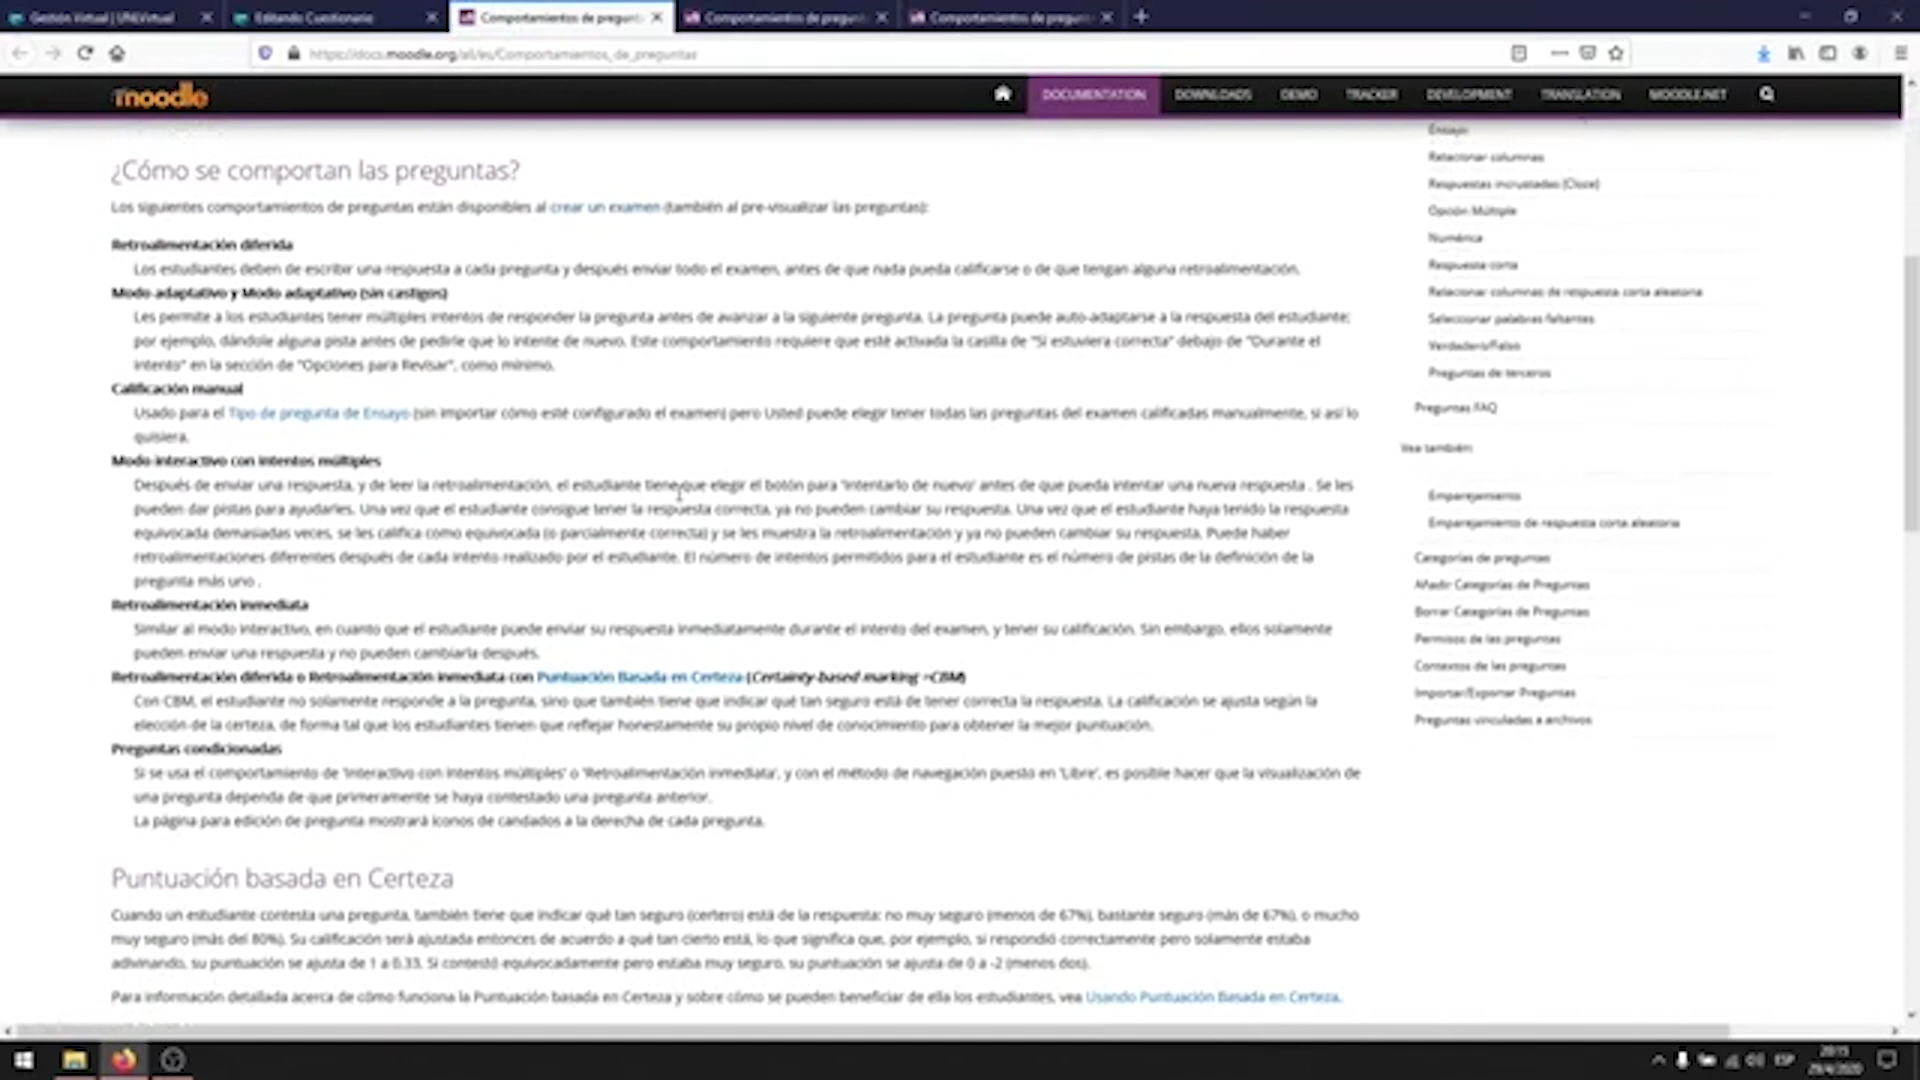 Gestión Virtual | UNLVirtual
Editando Cuestionario
Comportamientos de pregunt
Comportamientos de pregun
Comportamientos de pregun
https://docs.moodle.org/all/es/Comportamientos_de_preguntas
moodle
DOCUMENTATION
DOWNLOADS
DEMO
TRACKER
DEVELOPMENT
TRANSLATION
MOODLE.NET
¿Cómo se comportan las preguntas?
Los siguientes comportamientos de preguntas están disponibles al crear un examen (también al pre-visualizar las preguntas):
Retroalimentación diferida
Los estudiantes deben de escribir una respuesta a cada pregunta y después enviar todo el examen, antes de que nada pueda calificarse o de que tengan alguna retroalimentación.
Modo adaptativo y Modo adaptativo (sin castigos)
Les permite a los estudiantes tener múltiples intentos de responder la pregunta antes de avanzar a la siguiente pregunta. La pregunta puede auto-adaptarse a la respuesta del estudiante;
por ejemplo, dándole alguna pista antes de pedirle que lo intente de nuevo. Este comportamiento requiere que esté activada la casilla de "Si estuviera correcta" debajo de "Durante el
intento" en la sección de "Opciones para Revisar", como mínimo.
Calificación manual
Usado para el Tipo de pregunta de Ensayo (sin importar cómo esté configurado el examen) pero Usted puede elegir tener todas las preguntas del examen calificadas manualmente, si así lo
quisiera.
Modo interactivo con intentos múltiples
Después de enviar una respuesta, y de leer la retroalimentación, el estudiante tiene que elegir el botón para 'Intentarlo de nuevo' antes de que pueda intentar una nueva respuesta . Se les
pueden dar pistas para ayudarles. Una vez que el estudiante consigue tener la respuesta correcta, ya no pueden cambiar su respuesta. Una vez que el estudiante haya tenido la respuesta
equivocada demasiadas veces, se les califica como equivocada (o parcialmente correcta) y se les muestra la retroalimentación y ya no pueden cambiar su respuesta. Puede haber
retroalimentaciones diferentes después de cada intento realizado por el estudiante. El número de intentos permitidos para el estudiante es el número de pistas de la definición de la
pregunta más uno .
Retroalimentación inmediata
Similar al modo interactivo, en cuanto que el estudiante puede enviar su respuesta inmediatamente durante el intento del examen, y tener su calificación. Sin embargo, ellos solamente
pueden enviar una respuesta y no pueden cambiarla después.
Retroalimentación diferida o Retroalimentación inmediata con Puntuación Basada en Certeza (Certainty-based marking =CBM)
Con CBM, el estudiante no solamente responde a la pregunta, sino que también tiene que indicar qué tan seguro está de tener correcta la respuesta. La calificación se ajusta según la
elección de la certeza, de forma tal que los estudiantes tienen que reflejar honestamente su propio nivel de conocimiento para obtener la mejor puntuación.
Preguntas condicionadas
Si se usa el comportamiento de 'Interactivo con intentos múltiples' o 'Retroalimentación inmediata', y con el método de navegación puesto en 'Libre', es posible hacer que la visualización de
una pregunta dependa de que primeramente se haya contestado una pregunta anterior.
La página para edición de pregunta mostrará íconos de candados a la derecha de cada pregunta.
Puntuación basada en Certeza
Cuando un estudiante contesta una pregunta, también tiene que indicar qué tan seguro (certero) está de la respuesta: no muy seguro (menos de 67%), bastante seguro (más de 67%), o mucho
muy seguro (más del 80%). Su calificación será ajustada entonces de acuerdo a qué tan cierto está, lo que significa que, por ejemplo, si respondió correctamente pero solamente estaba
adivinando, su puntuación se ajusta de 1 a 0.33. Si contestó equivocadamente pero estaba muy seguro, su puntuación se ajusta de 0 a -2 (menos dos).
Para información detallada acerca de cómo funciona la Puntuación basada en Certeza y sobre cómo se pueden beneficiar de ella los estudiantes, vea Usando Puntuación Basada en Certeza.
Ensayo
Relacionar columnas
Respuestas incrustadas (Cloze)
Opción Múltiple
Numérica
Respuesta corta
Relacionar columnas de respuesta corta aleatoria
Seleccionar palabras faltantes
Verdadero/Falso
Preguntas de terceros
Preguntas FAQ
Vea también:
Emparejamiento
Emparejamiento de respuesta corta aleatoria
Categorías de preguntas
Añadir Categorías de Preguntas
Borrar Categorías de Preguntas
Permisos de las preguntas
Contextos de las preguntas
Importar/Exportar Preguntas
Preguntas vinculadas a archivos
ESP
20:15
29/4/2020